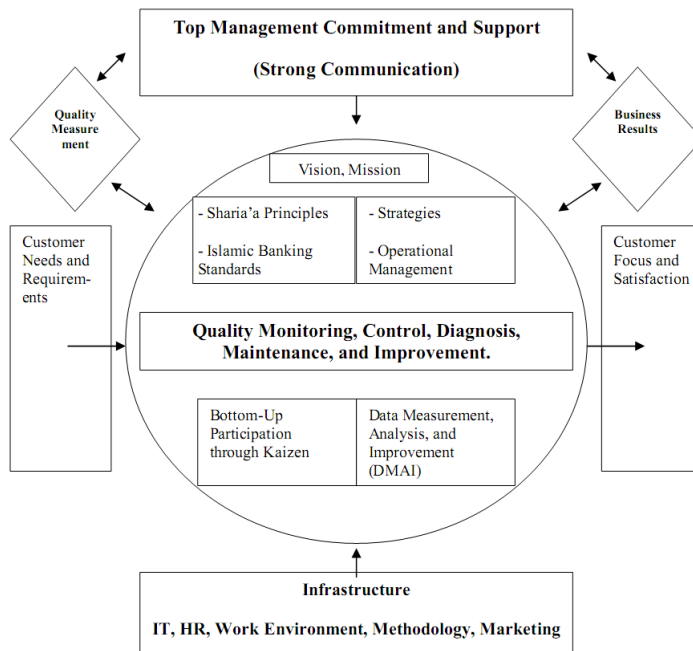 Top Management Commitment and Support
(Strong Communication)
Quality
Measure
ment
Business
Results
Vision, Mission
- Sharia’a Principles
- Islamic Banking
Standards
- Strategies
- Operational
Management
Customer
Needs and
Requirem-
ents
Customer
Focus and
Satisfaction
Quality Monitoring, Control, Diagnosis,
Maintenance, and Improvement.
Bottom-Up
Participation
through Kaizen
Data Measurement,
Analysis, and
Improvement
(DMAI)
Infrastructure
IT, HR, Work Environment, Methodology, Marketing